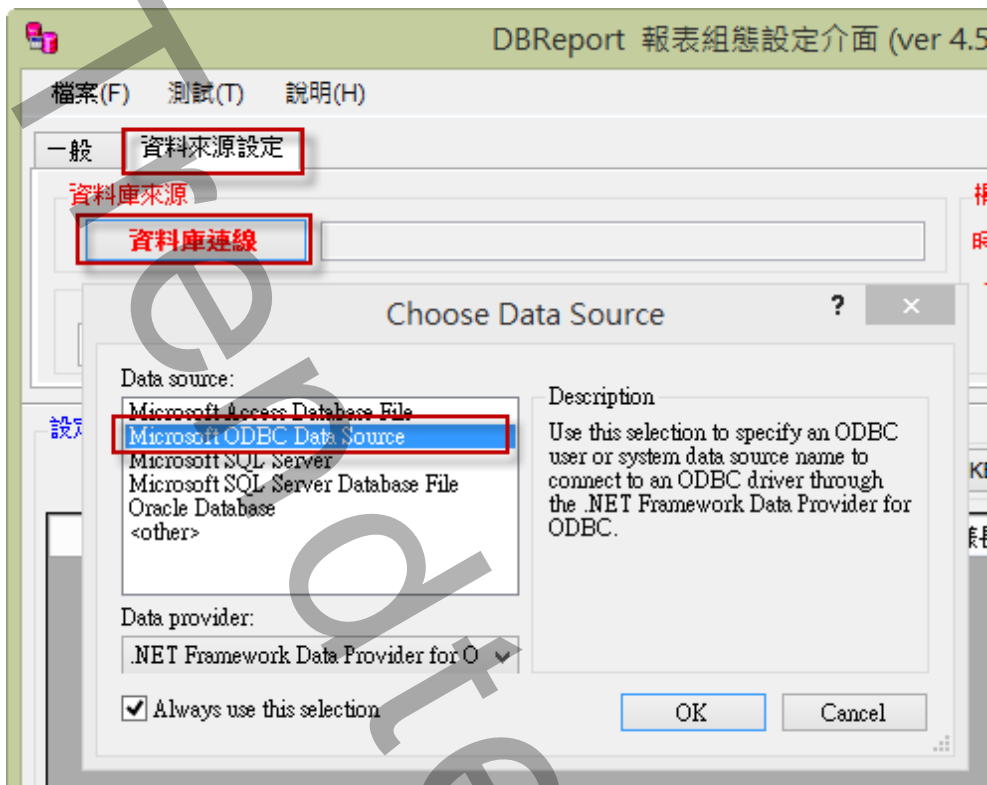 DBReport 報表組態設定介面 (ver 4.5
檔案(F) 測試(T) 說明(H)
一般 資料來源設定
資料庫來源
資料庫連線
Choose Data Source
?
Data source:
Microsoft Access Database File
Microsoft ODBC Data Source
Microsoft SQL Server
Microsoft SQL Server Database File
Oracle Database
<other>
Description
Use this selection to specify an ODBC
user or system data source name to
connect to an ODBC driver through
the .NET Framework Data Provider for
ODBC.
Data provider:
.NET Framework Data Provider for O
Always use this selection
OK Cancel
設定
Trendte